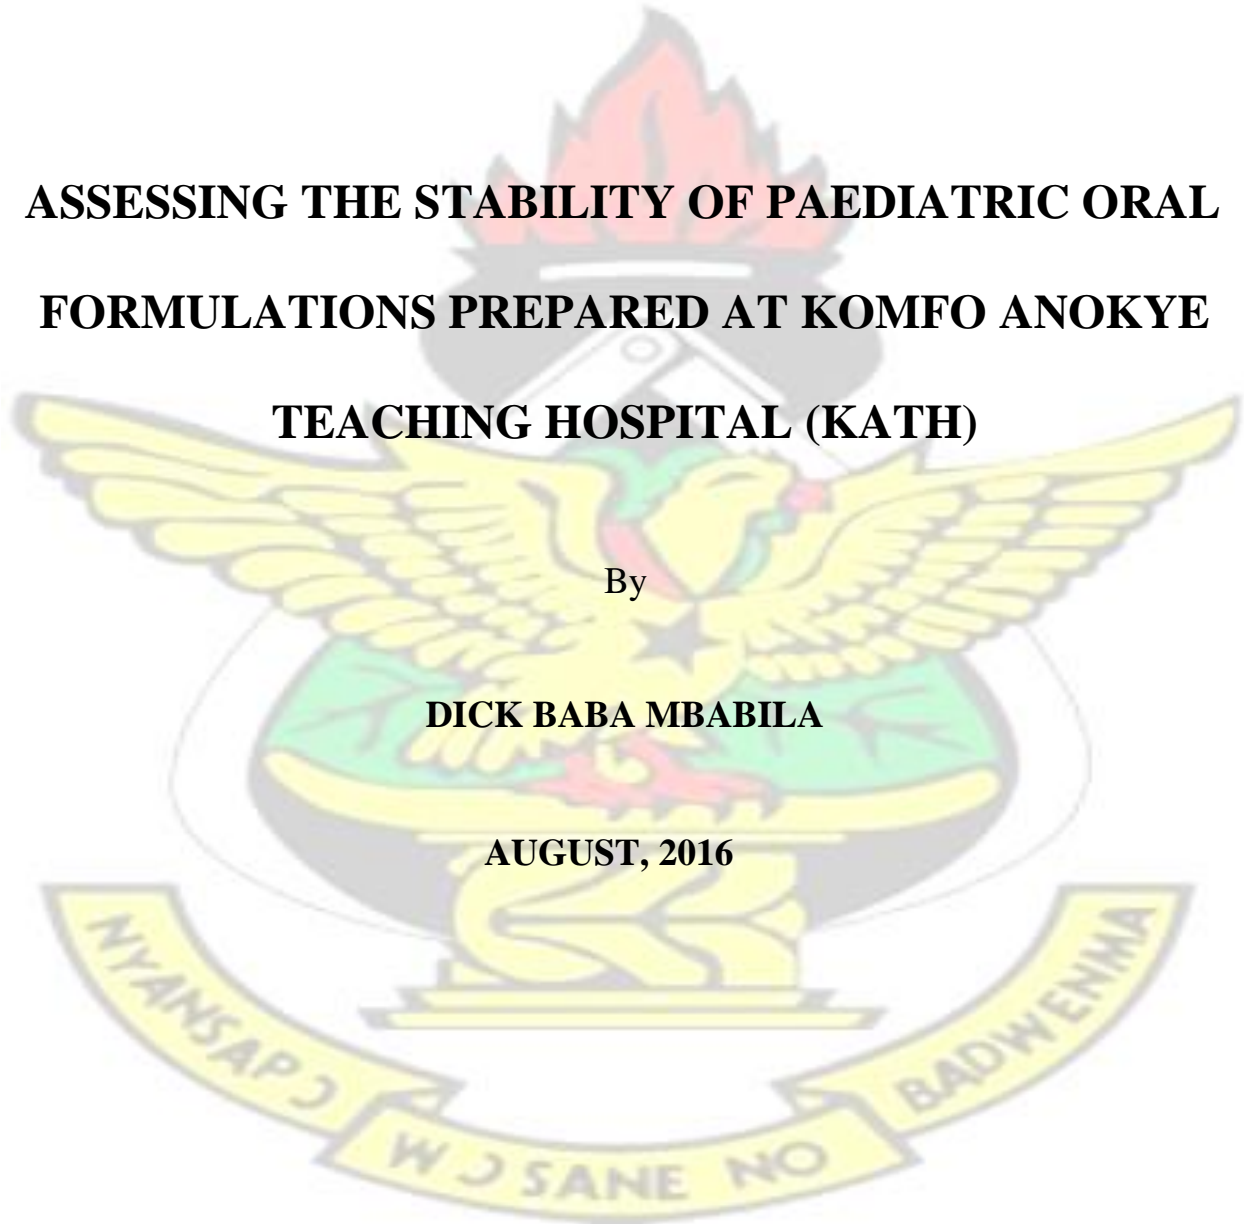 ASSESSING THE STABILITY OF PAEDIATRIC ORAL
FORMULATIONS PREPARED AT KOMFO ANOKYE
TEACHING HOSPITAL (KATH)
By
DICK BABA MBABILA
AUGUST, 2016
NYANSAPƆ
WƆSANE NO
BADWENMA